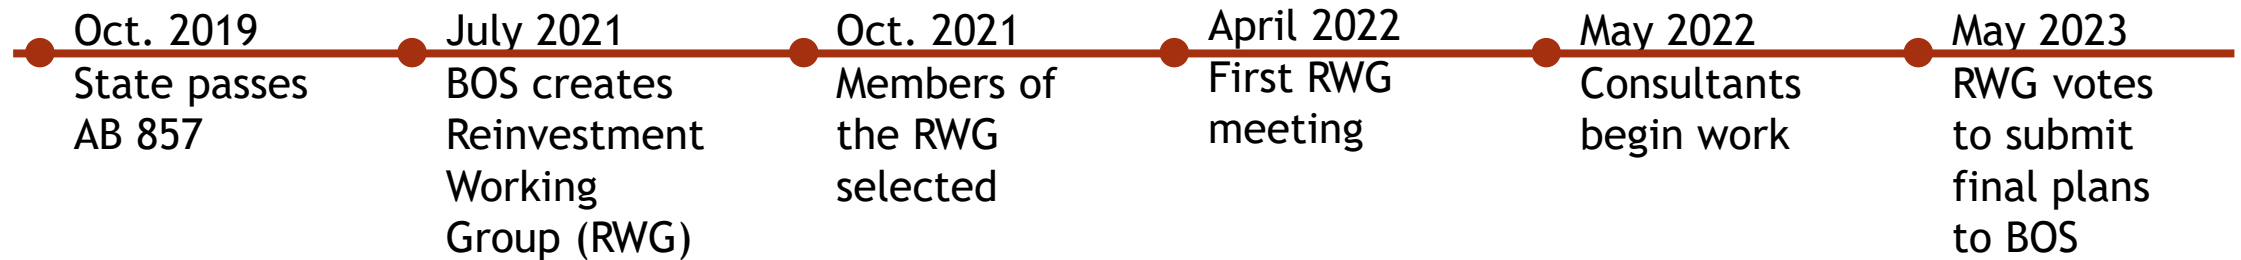 Oct. 2019
State passes
AB 857
July 2021
BOS creates
Reinvestment
Working
Group (RWG)
Oct. 2021
Members of
the RWG
selected
April 2022
First RWG
meeting
May 2022
Consultants
begin work
May 2023
RWG votes
to submit
final plans
to BOS